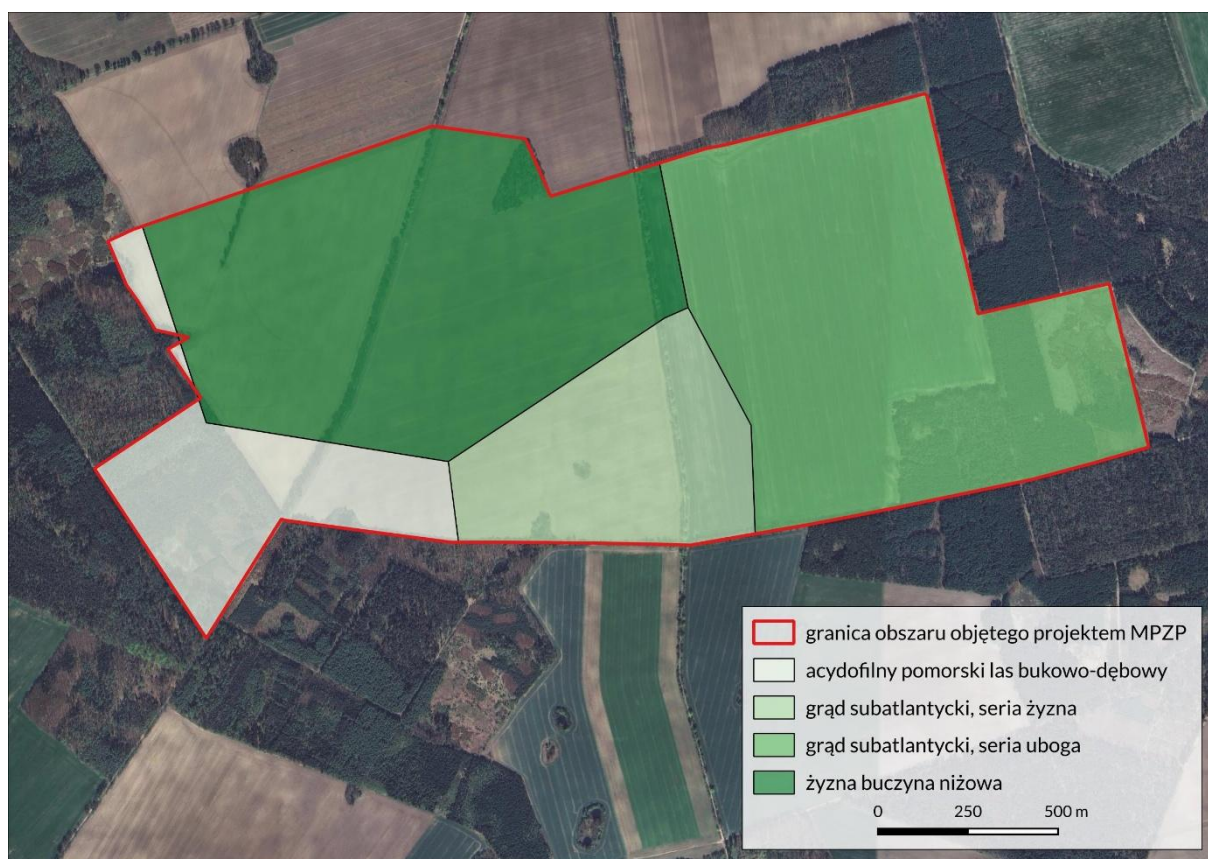 granica obszaru objętego projektem MPZP
acydofilny pomorski las bukowo-dębowy
grąd subatlantycki, seria żyzna
grąd subatlantycki, seria uboga
żyzna buczyna niżowa
0 250 500 m